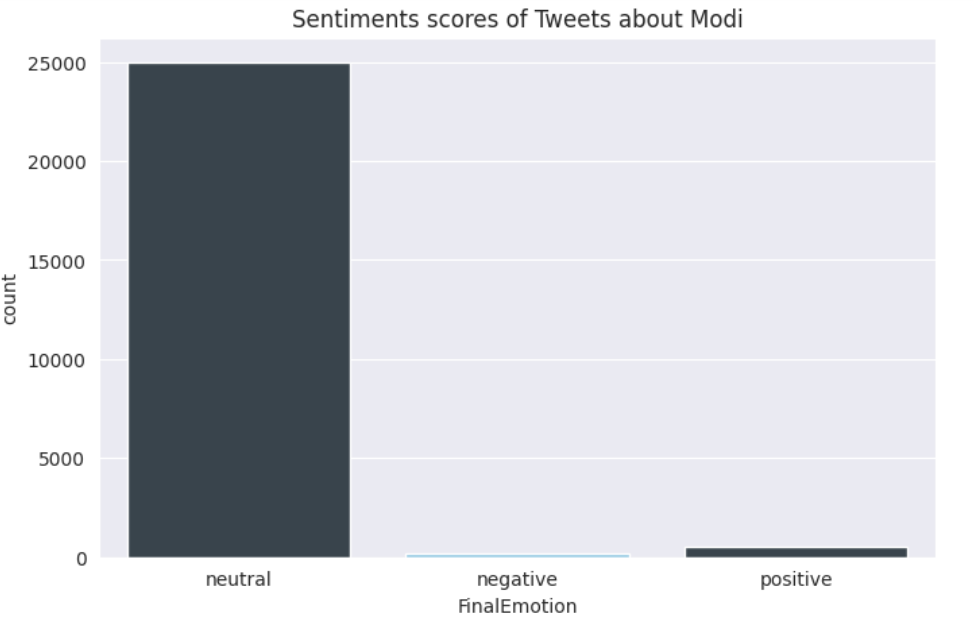 Sentiments scores of Tweets about Modi
25000
20000
15000
10000
5000
0
count
neutral
negative
positive
FinalEmotion